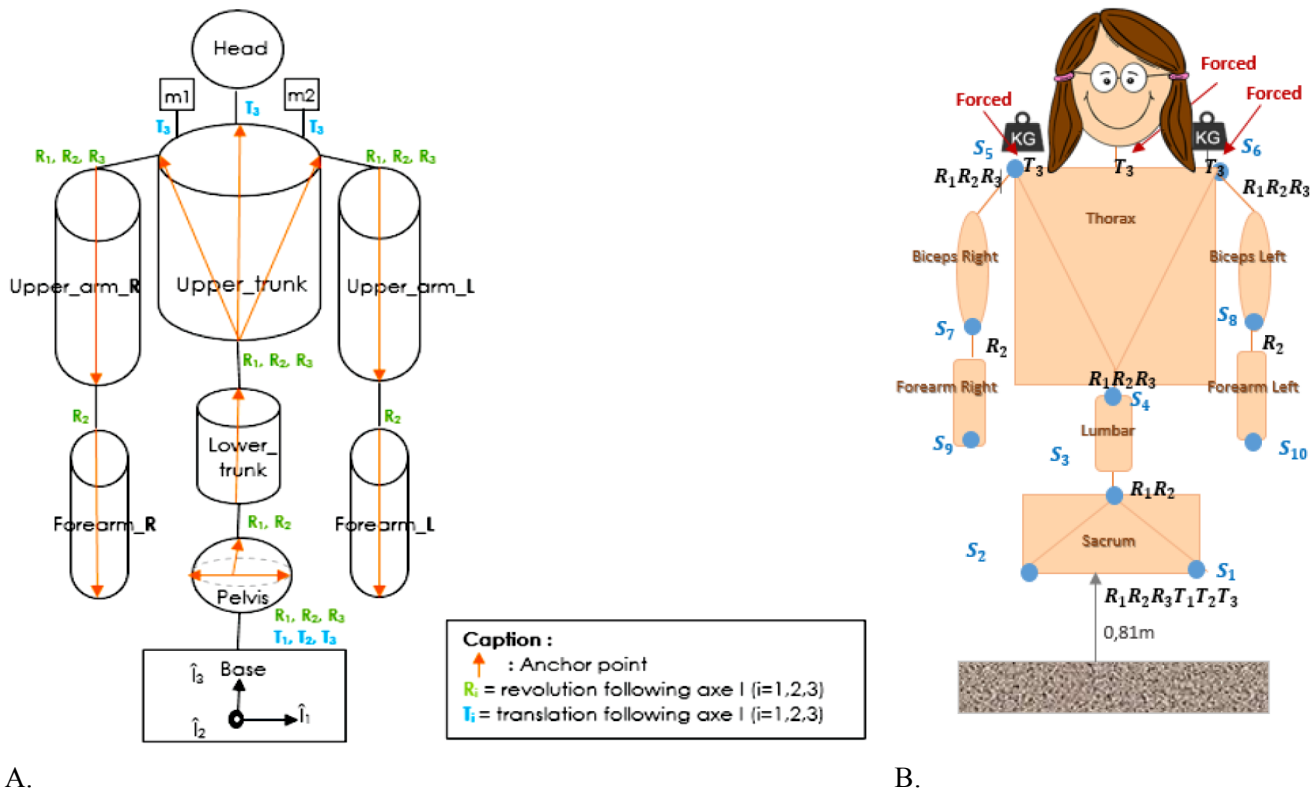 Head
m1
m2
T₃
T₃
T₃
R₁, R₂, R₃
R₁, R₂, R₃
Upper_arm_R
Upper_trunk
Upper_arm_L
R₁, R₂, R₃
R₂
R₂
Lower_
trunk
Forearm_R
R₁, R₂
Forearm_L
Pelvis
R₁, R₂, R₃
T₁, T₂, T₃
Î₃ Base
Î₂
Î₁
Caption :
: Anchor point
Rᵢ = revolution following axe I (i=1,2,3)
Tᵢ = translation following axe I (i=1,2,3)
A.
Forced
Forced
Forced
KG
KG
S₅
S₆
T₃
T₃
T₃
R₁R₂R₃
R₁R₂R₃
Thorax
Biceps Right
Biceps Left
S₇
S₈
R₂
R₂
Forearm Right
R₁R₂R₃
Forearm Left
S₄
Lumbar
S₉
S₃
S₁₀
R₁R₂
Sacrum
S₂
S₁
R₁R₂R₃T₁T₂T₃
0,81m
B.